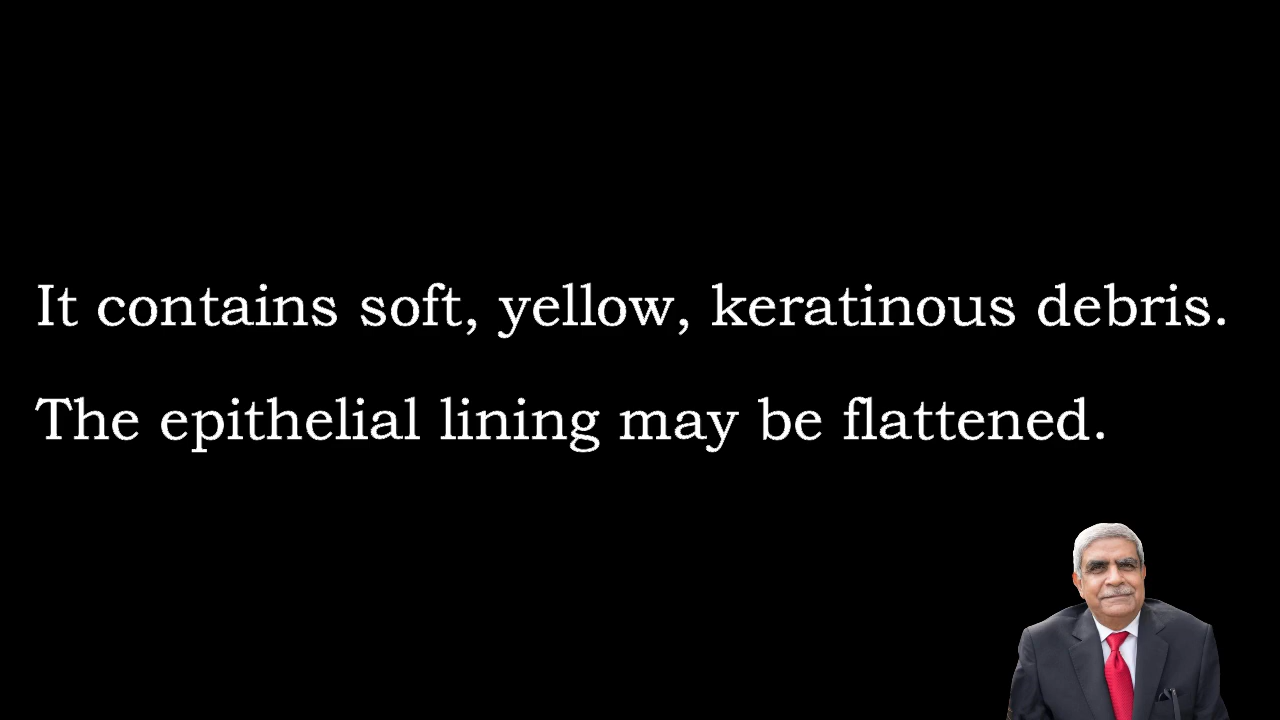 It contains soft, yellow, keratinous debris.
The epithelial lining may be flattened.